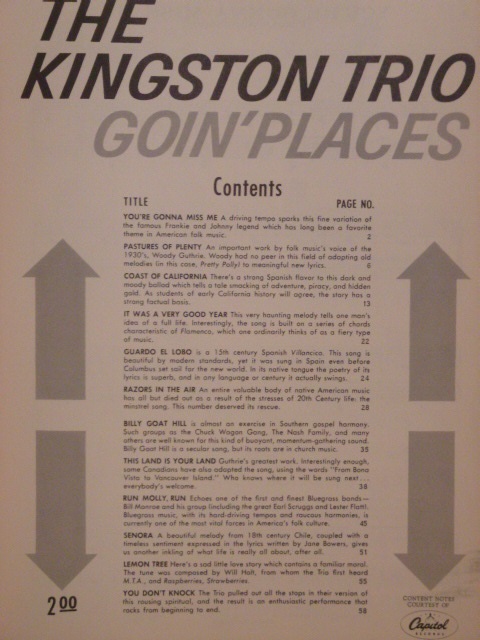 THE
KINGSTON TRIO
GOIN' PLACES
Contents
TITLE PAGE NO.
YOU'RE GONNA MISS ME A driving tempo sparks this fine variation of
the famous Frankie and Johnny legend which has long been a favorite
theme in American folk music. 2
PASTURES OF PLENTY An important work by folk music's voice of the
1930's, Woody Guthrie. Woody had no peer in this field of adapting old
melodies (in this case, Pretty Polly) to meaningful new lyrics. 6
COAST OF CALIFORNIA There's a strong Spanish flavor to this dark and
moody ballad which tells a tale smacking of adventure, piracy, and hidden
gold. As students of early California history will agree, the story has a
strong factual basis. 13
IT WAS A VERY GOOD YEAR This very haunting melody tells one man's
idea of a full life. Interestingly, the song is built on a series of chords
characteristic of Flamenco, which one ordinarily thinks of as a fiery type
of music. 22
GUARDO EL LOBO is a 15th century Spanish Villancico. This song is
beautiful by modern standards, yet it was sung in Spain even before
Columbus set sail for the new world. In its native tongue the poetry of its
lyrics is superb, and in any language or century it actually swings. 24
RAZORS IN THE AIR An entire valuable body of native American music
has all but died out as a result of the stresses of 20th Century life: the
minstrel song. This number deserved its rescue. 28
BILLY GOAT HILL is almost an exercise in Southern gospel harmony.
Such groups as the Chuck Wagon Gang, The Nash Family, and many
others are well known for this kind of buoyant, momentum-gathering sound.
Billy Goat Hill is a secular song, but its roots are in church music. 35
THIS LAND IS YOUR LAND Guthrie's greatest work. Interestingly enough,
some Canadians have also adopted the song, using the words "From Bona
Vista to Vancouver Island." Who knows where it will be sung next . . .
everybody's welcome. 38
RUN MOLLY, RUN Echoes one of the first and finest Bluegrass bands—
Bill Monroe and his group (including the great Earl Scruggs and Lester Flatt).
Bluegrass music, with its hard-driving tempos and raucous harmonies, is
currently one of the most vital forces in America's folk culture. 45
SENORA A beautiful melody from 18th century Chile, coupled with a
timeless sentiment expressed in the lyrics written by Jane Bowers, gives
us another inkling of what life is really all about, after all. 51
LEMON TREE Here's a sad little love story which contains a familiar moral.
The tune was composed by Will Holt, from whom the Trio first heard
M.T.A., and Raspberries, Strawberries. 55
YOU DON'T KNOCK The Trio pulled out all the stops in their version of
this rousing spiritual, and the result is an enthusiastic performance that
rocks from beginning to end. 58
2.00
CONTENT NOTES
COURTESY OF
Capitol
RECORDS